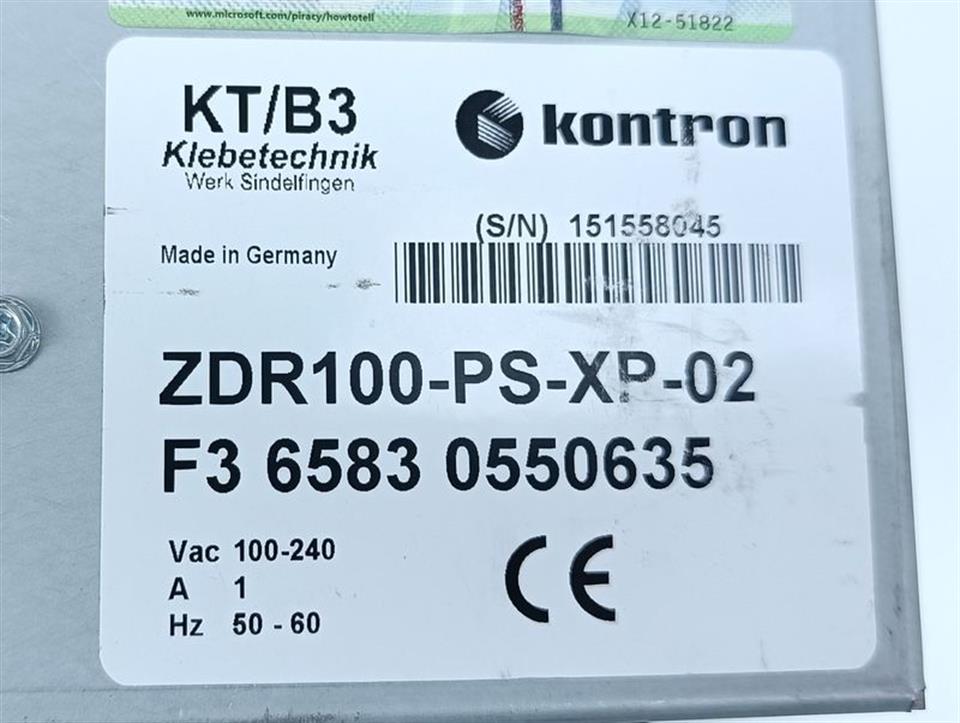 www.microsoft.com/piracy/howtotell
X12-51822
KT/B3
Klebetechnik
Werk Sindelfingen
kontron
(S/N) 151558045
Made in Germany
ZDR100-PS-XP-02
F3 6583 0550635
Vac 100-240
A 1
Hz 50 - 60
CE